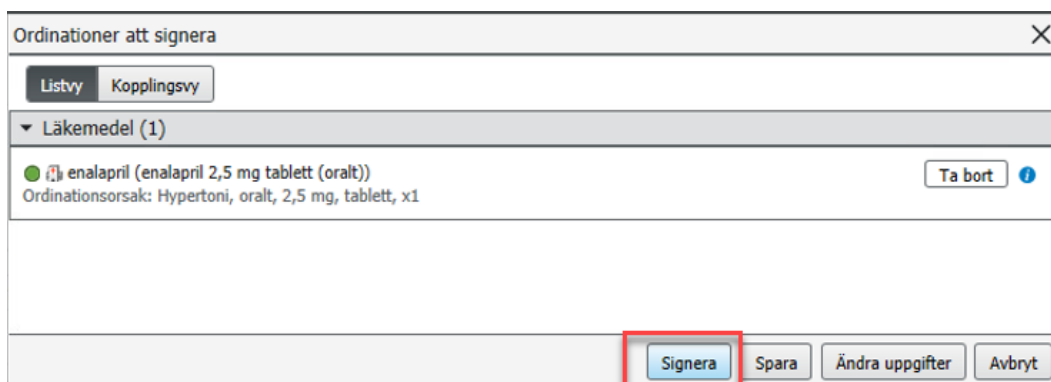 Ordinationer att signera
Listvy Kopplingsvy
Läkemedel (1)
enalapril (enalapril 2,5 mg tablett (oralt)) Ta bort
Ordinationsorsak: Hypertoni, oralt, 2,5 mg, tablett, x1
Signera Spara Ändra uppgifter Avbryt